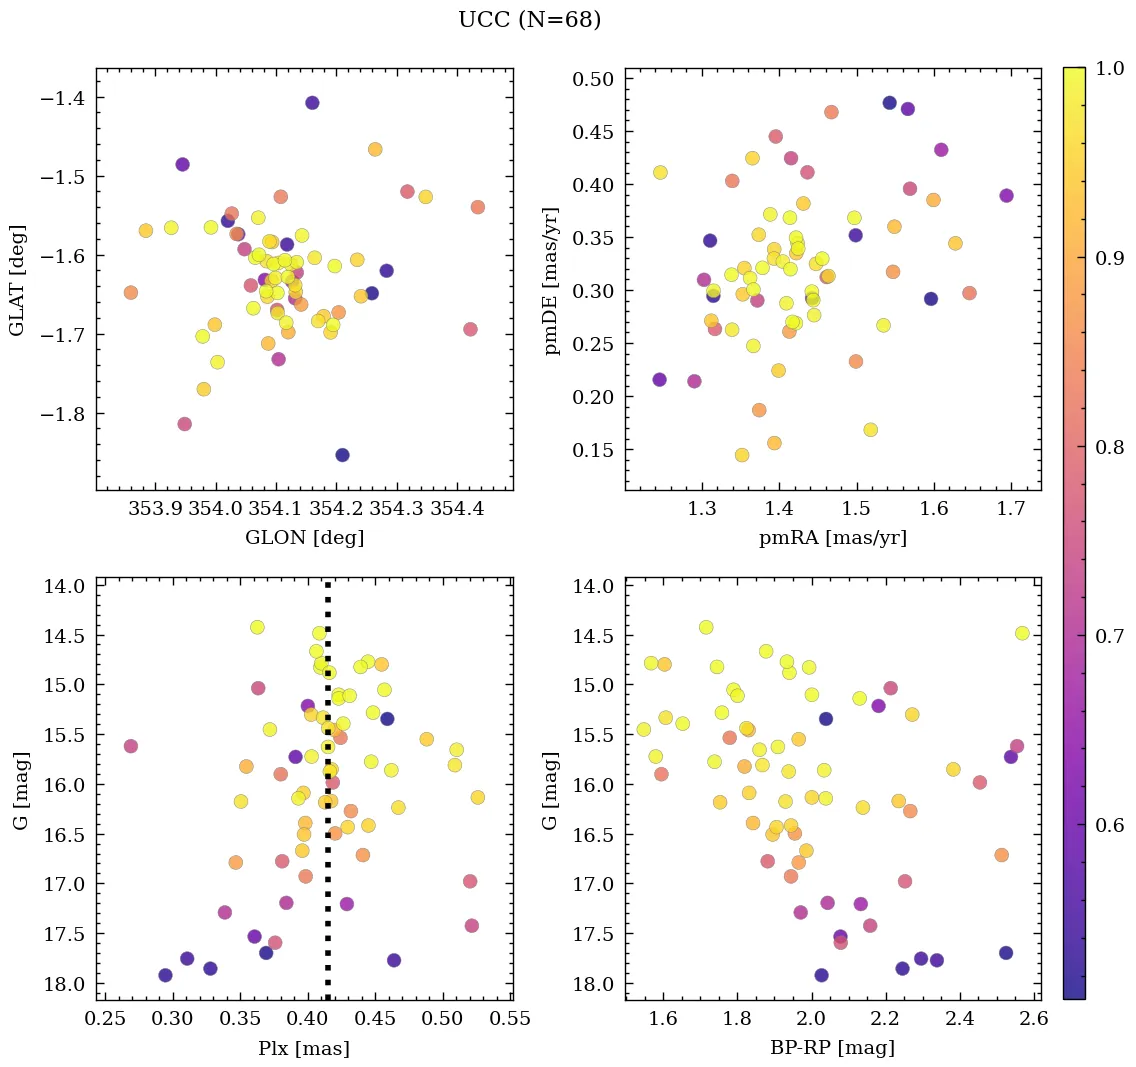 UCC (N=68)
−1.4
−1.5
−1.6
−1.7
−1.8
GLAT [deg]
353.9 354.0 354.1 354.2 354.3 354.4
GLON [deg]
0.50
0.45
0.40
0.35
0.30
0.25
0.20
0.15
pmDE [mas/yr]
1.3 1.4 1.5 1.6 1.7
pmRA [mas/yr]
1.0
0.9
0.8
0.7
0.6
14.0
14.5
15.0
15.5
16.0
16.5
17.0
17.5
18.0
G [mag]
0.25 0.30 0.35 0.40 0.45 0.50 0.55
Plx [mas]
14.0
14.5
15.0
15.5
16.0
16.5
17.0
17.5
18.0
G [mag]
1.6 1.8 2.0 2.2 2.4 2.6
BP-RP [mag]